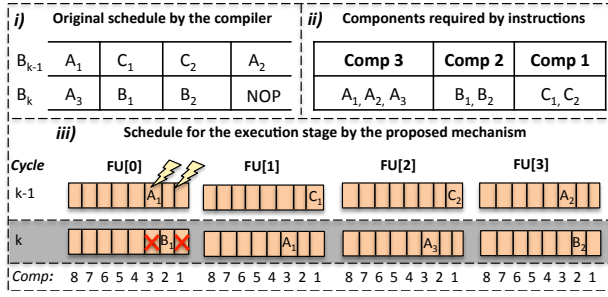 i) Original schedule by the compiler
B_{k-1} A_1 C_1 C_2 A_2
B_k A_3 B_1 B_2 NOP
ii) Components required by instructions
Comp 3 Comp 2 Comp 1
A_1, A_2, A_3 B_1, B_2 C_1, C_2
iii) Schedule for the execution stage by the proposed mechanism
Cycle FU[0] FU[1] FU[2] FU[3]
k-1 A_1 C_1 C_2 A_2
k B_1 A_1 A_3 B_2
Comp: 8 7 6 5 4 3 2 1 8 7 6 5 4 3 2 1 8 7 6 5 4 3 2 1 8 7 6 5 4 3 2 1